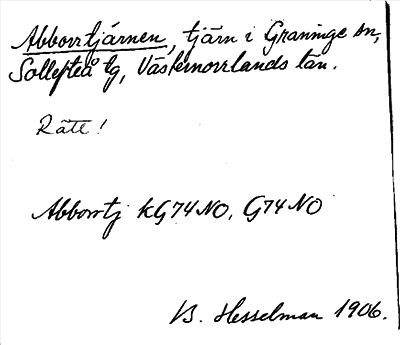 Abborrtjärnen, tjärn i Graninge sn,
Sollefteå tg, Västernorrlands län.
Rätt!
Abborrtj kG74NO, G74NO
B. Hesselman 1906.